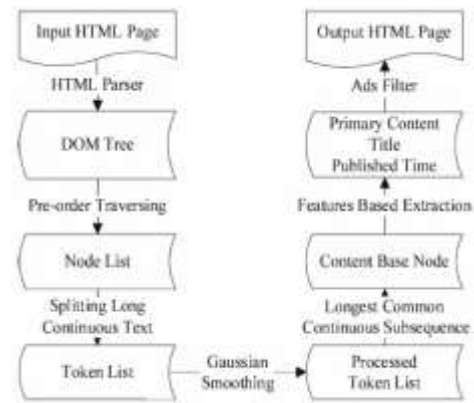 Input HTML Page
HTML Parser
DOM Tree
Pre-order Traversing
Node List
Splitting Long
Continuous Text
Token List
Gaussian
Smoothing
Processed
Token List
Longest Common
Continuous Subsequence
Content Base Node
Features Based Extraction
Primary Content
Title
Published Time
Ads Filter
Output HTML Page